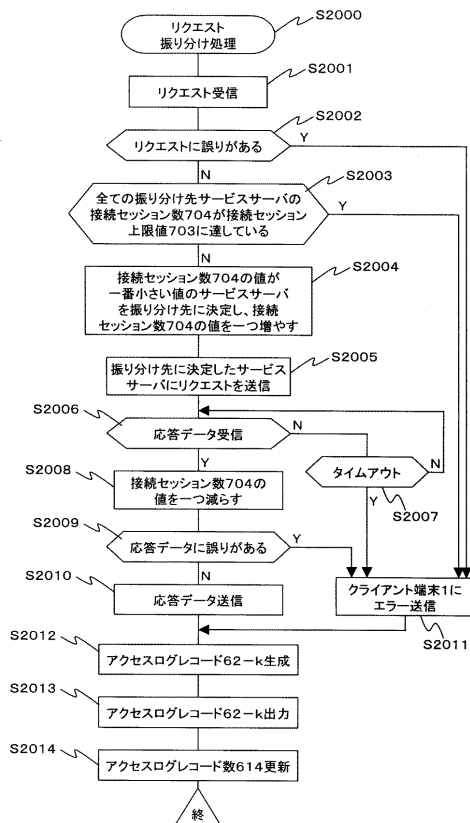 リクエスト
振り分け処理
S2000
S2001
リクエスト受信
S2002
リクエストに誤りがある
Y
N
S2003
全ての振り分け先サービスサーバの
接続セッション数704が接続セッション
上限値703に達している
Y
N
S2004
接続セッション数704の値が
一番小さい値のサービスサーバ
を振り分け先に決定し、接続
セッション数704の値を一つ増やす
S2005
振り分け先に決定したサービス
サーバにリクエストを送信
S2006
応答データ受信
N
Y
タイムアウト
N
Y
S2007
S2008
接続セッション数704の
値を一つ減らす
S2009
応答データに誤りがある
Y
N
S2010
応答データ送信
クライアント端末1に
エラー送信
S2011
S2012
アクセスログレコード62-k生成
S2013
アクセスログレコード62-k出力
S2014
アクセスログレコード数614更新
終